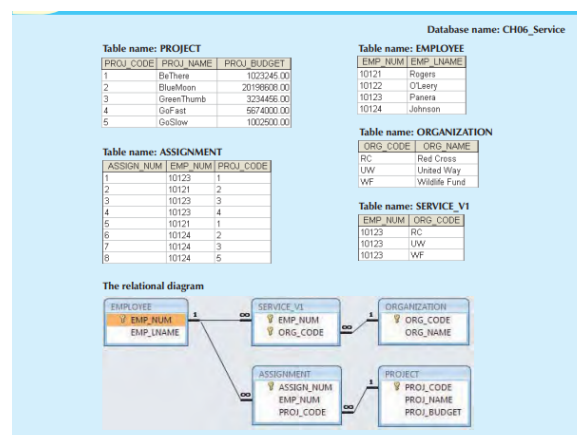 Database name: CH06_Service
Table name: PROJECT
PROJ_CODE PROJ_NAME PROJ_BUDGET
1 BeThere 1023245.00
2 BlueMoon 20198608.00
3 GreenThumb 3234456.00
4 GoFast 5674000.00
5 GoSlow 1002500.00
Table name: EMPLOYEE
EMP_NUM EMP_LNAME
10121 Rogers
10122 O'Leery
10123 Panera
10124 Johnson
Table name: ASSIGNMENT
ASSIGN_NUM EMP_NUM PROJ_CODE
1 10123 1
2 10121 2
3 10123 3
4 10123 4
5 10121 1
6 10124 2
7 10124 3
8 10124 5
Table name: ORGANIZATION
ORG_CODE ORG_NAME
RC Red Cross
UW United Way
WF Wildlife Fund
Table name: SERVICE_V1
EMP_NUM ORG_CODE
10123 RC
10123 UW
10123 WF
The relational diagram
EMPLOYEE
EMP_NUM
EMP_LNAME
1
∞
SERVICE_V1
EMP_NUM
ORG_CODE
∞
1
ORGANIZATION
ORG_CODE
ORG_NAME
∞
ASSIGNMENT
ASSIGN_NUM
EMP_NUM
PROJ_CODE
∞
1
PROJECT
PROJ_CODE
PROJ_NAME
PROJ_BUDGET